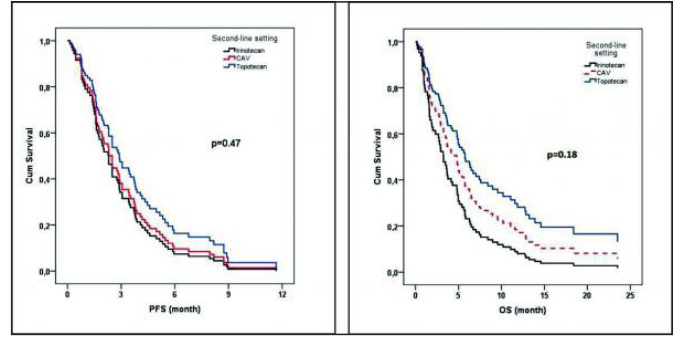 Second-line setting
Irinotecan
CAV
Topotecan
1,0
0,8
0,6
0,4
0,2
0,0
Cum Survival
p=0.47
0
3
6
9
12
PFS (month)
Second-line
setting
Irinotecan
CAV
Topotecan
1,0
0,8
0,6
0,4
0,2
0,0
Cum Survival
p=0.18
0
5
10
15
20
25
OS (month)